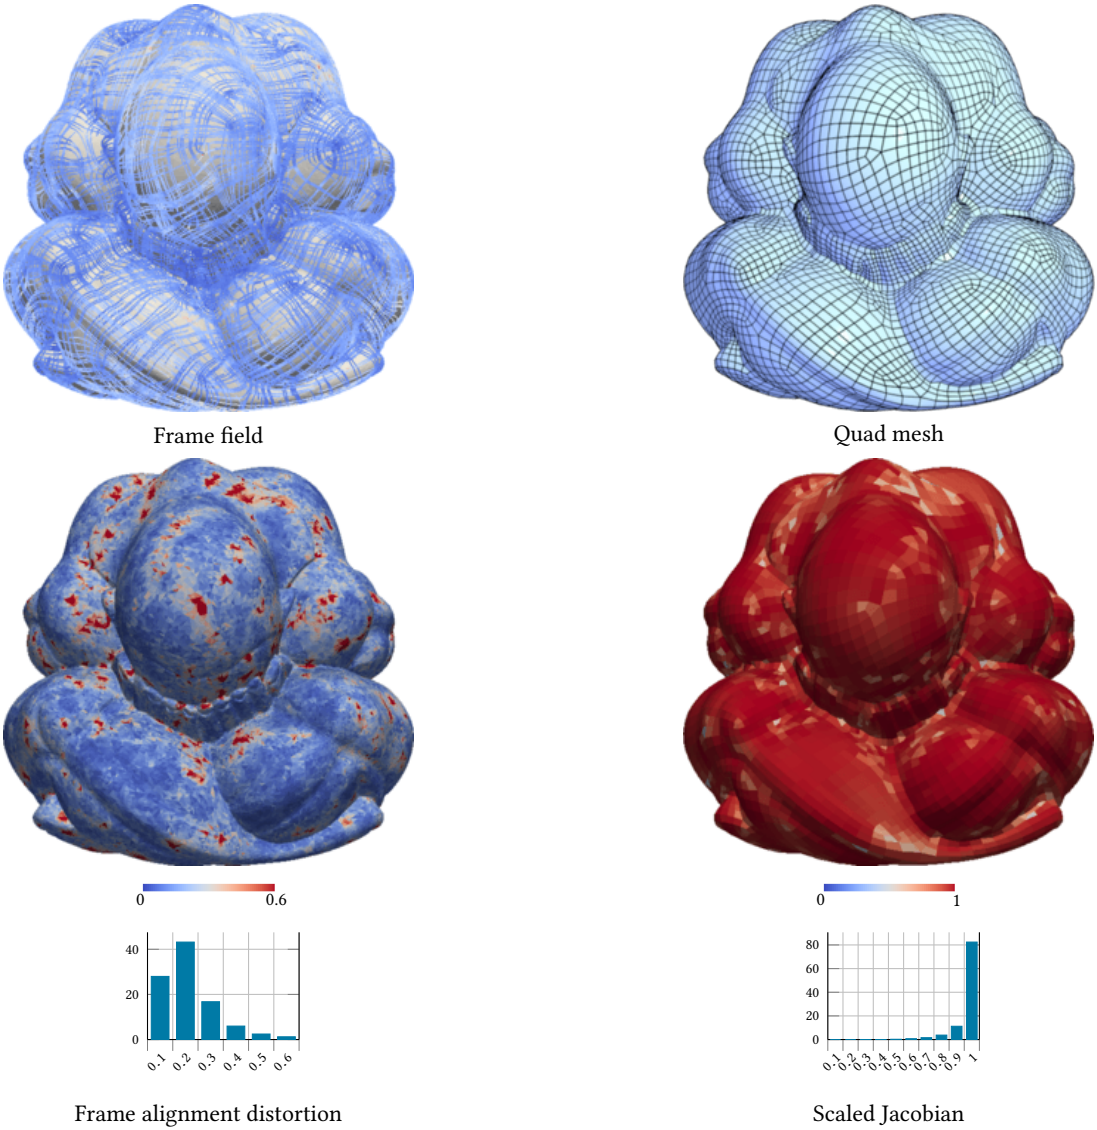 Frame field
Quad mesh
0 0.6
0 1
40
20
0
0.1 0.2 0.3 0.4 0.5 0.6
80
60
40
20
0
0.1 0.2 0.3 0.4 0.5 0.6 0.7 0.8 0.9 1
Frame alignment distortion
Scaled Jacobian